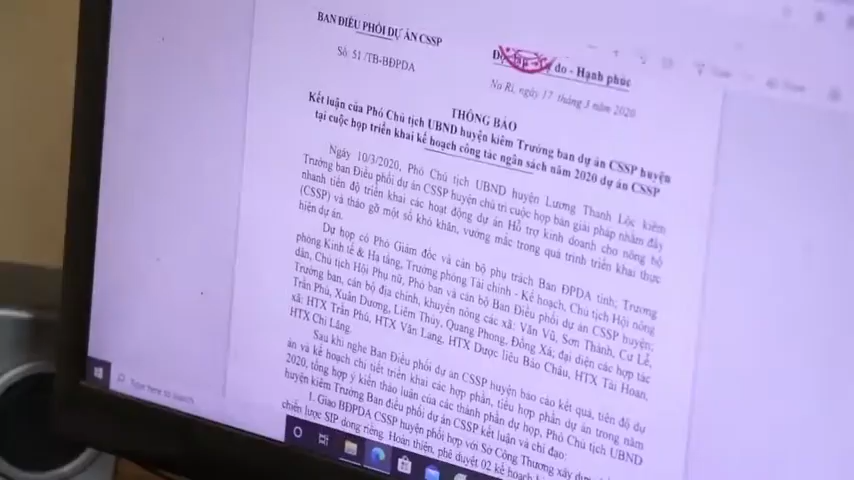 BAN ĐIỀU PHỐI DỰ ÁN CSSP
Số: 51 /TB-BĐPDA
Độc lập - Tự do - Hạnh phúc
Na Rì, ngày 17 tháng 3 năm 2020
THÔNG BÁO
Kết luận của Phó Chủ tịch UBND huyện kiêm Trưởng ban dự án CSSP huyện
tại cuộc họp triển khai kế hoạch công tác ngân sách năm 2020 dự án CSSP
Ngày 10/3/2020, Phó Chủ tịch UBND huyện Lương Thanh Lộc kiêm
Trưởng ban Điều phối dự án CSSP huyện chủ trì cuộc họp bàn giải pháp nhằm đẩy
nhanh tiến độ triển khai các hoạt động dự án Hỗ trợ kinh doanh cho nông hộ
(CSSP) và tháo gỡ một số khó khăn, vướng mắc trong quá trình triển khai thực
hiện dự án.
Dự họp có Phó Giám đốc và cán bộ phụ trách Ban ĐPDA tỉnh; Trương
phòng Kinh tế & Hạ tầng, Trưởng phòng Tài chính - Kế hoạch, Chủ tịch Hội nông
dân, Chủ tịch Hội Phụ nữ, Phó ban và cán bộ Ban Điều phối dự án CSSP huyện;
Trưởng ban, cán bộ địa chính, khuyến nông các xã: Văn Vũ, Sơn Thành, Cư Lễ,
Trần Phú, Xuân Dương, Liêm Thủy, Quang Phong, Đổng Xá; đại diện các hợp tác
xã: HTX Trần Phú, HTX Văn Lang, HTX Dược liệu Bảo Châu, HTX Tài Hoan,
HTX Chi Lăng.
Sau khi nghe Ban Điều phối dự án CSSP huyện báo cáo kết quả, tiến độ dự
án và kế hoạch chi tiết triển khai các hợp phần, tiểu hợp phần dự án trong năm
2020, tổng hợp ý kiến thảo luận của các thành phần dự họp, Phó Chủ tịch UBND
huyện kiêm Trưởng Ban điều phối dự án CSSP kết luận và chỉ đạo:
1. Giao BĐPDA CSSP huyện phối hợp với Sở Công Thương xây dựng
chiến lược SIP dong riềng. Hoàn thiện, phê duyệt 02 kế hoạch
Type here to search